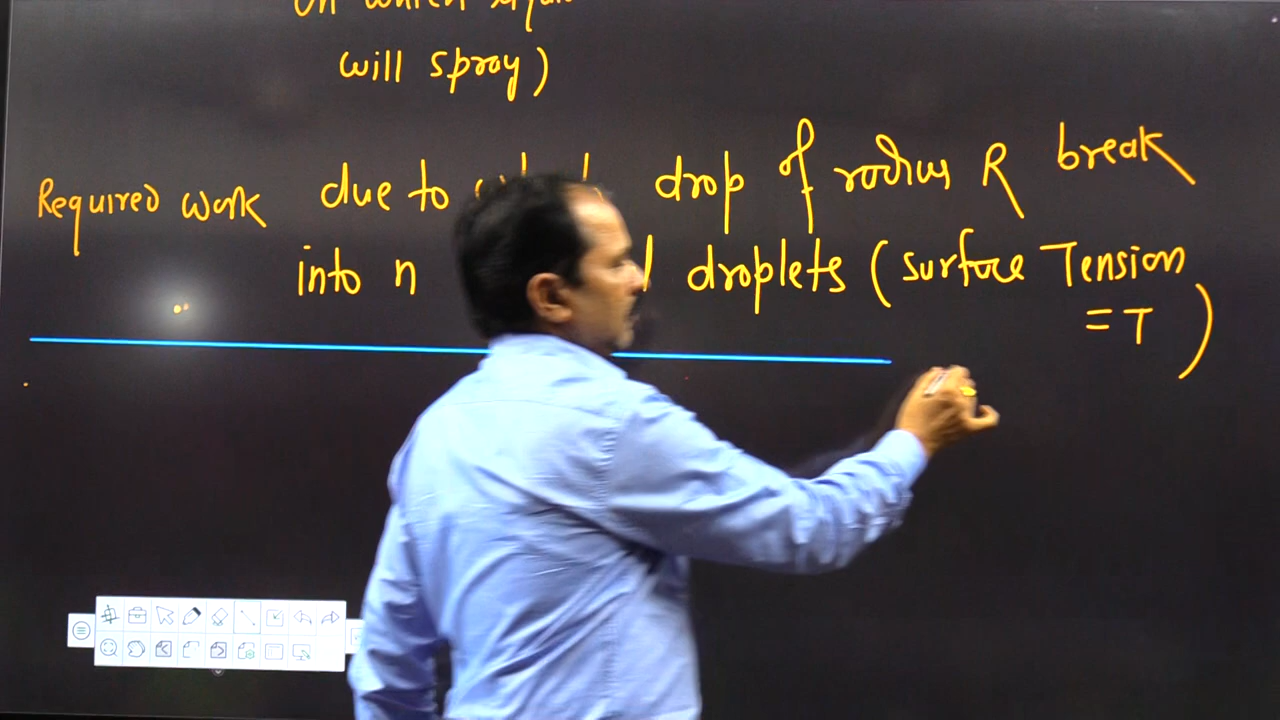 will spray)
Required work due to drop of radius R break
into n droplets (surface Tension
= T )